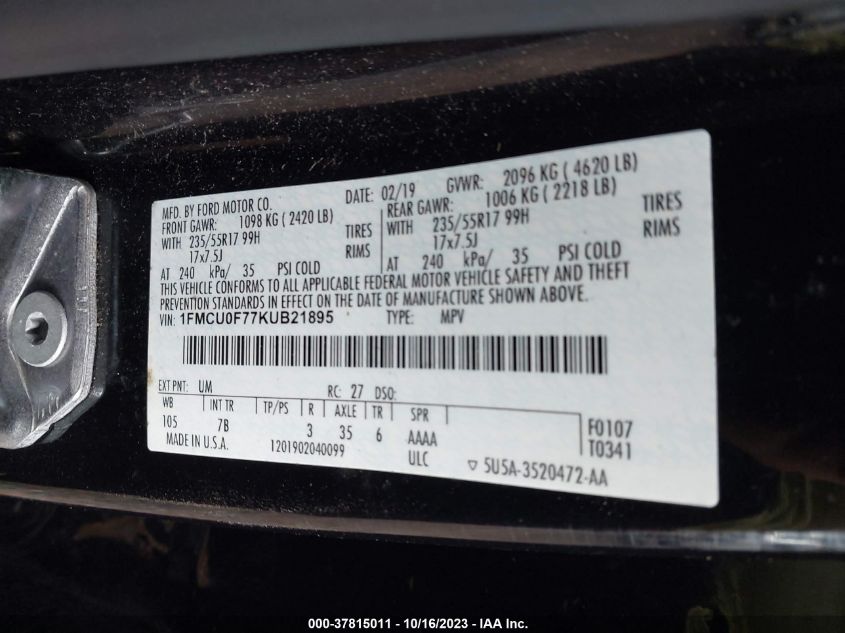 MFD. BY FORD MOTOR CO.
DATE: 02/19 GVWR: 2096 KG ( 4620 LB)
FRONT GAWR: 1098 KG ( 2420 LB)
REAR GAWR: 1006 KG ( 2218 LB)
WITH 235/55R17 99H TIRES
WITH 235/55R17 99H TIRES
17x7.5J RIMS
17x7.5J RIMS
AT 240 kPa/ 35 PSI COLD
AT 240 kPa/ 35 PSI COLD
THIS VEHICLE CONFORMS TO ALL APPLICABLE FEDERAL MOTOR VEHICLE SAFETY AND THEFT
PREVENTION STANDARDS IN EFFECT ON THE DATE OF MANUFACTURE SHOWN ABOVE.
VIN: 1FMCU0F77KUB21895 TYPE: MPV
EXT PNT: UM RC: 27 DSO:
WB INT TR TP/PS R AXLE TR SPR
105 7B 3 35 6 AAAA F0107
MADE IN U.S.A. 1201902040099 ULC T0341
▽ 5U5A-3520472-AA
000-37815011 - 10/16/2023 - IAA Inc.